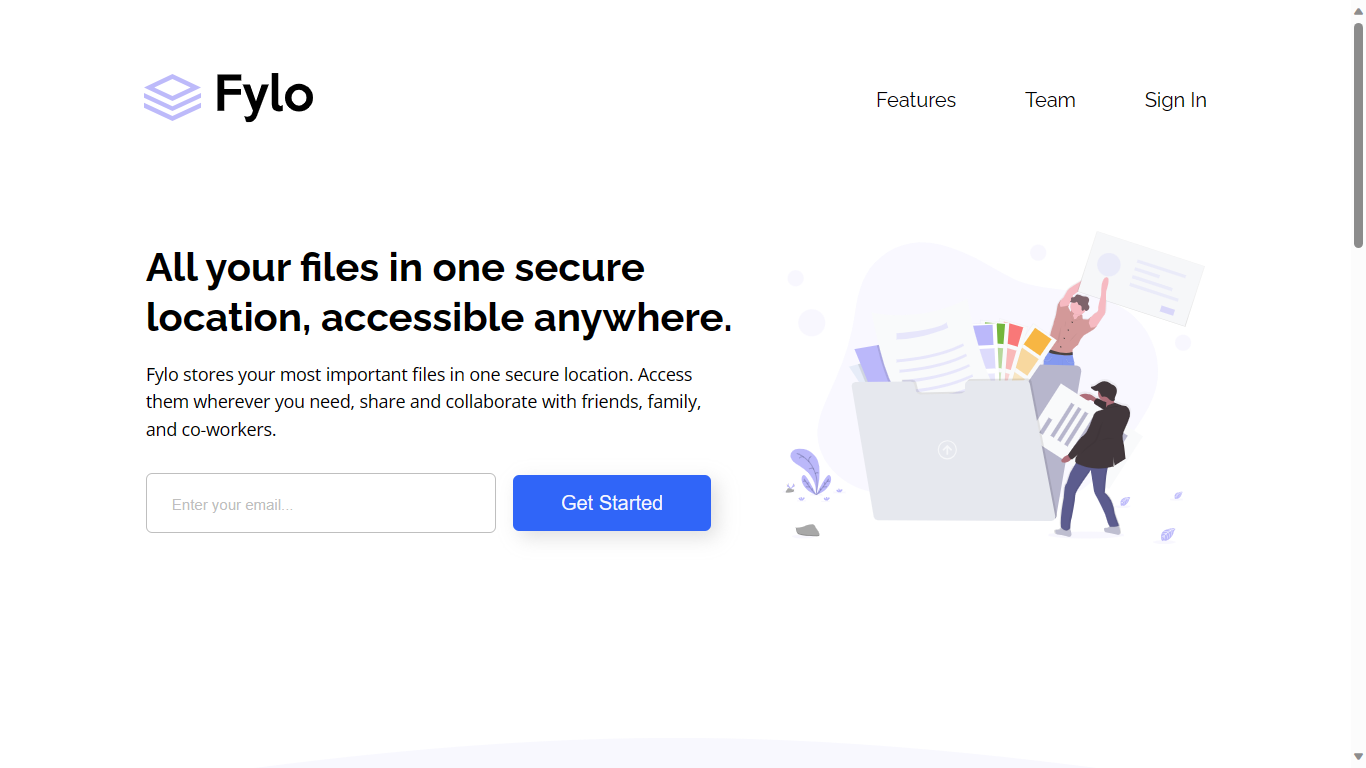 Fylo
Features
Team
Sign In
All your files in one secure
location, accessible anywhere.
Fylo stores your most important files in one secure location. Access
them wherever you need, share and collaborate with friends, family,
and co-workers.
Enter your email...
Get Started